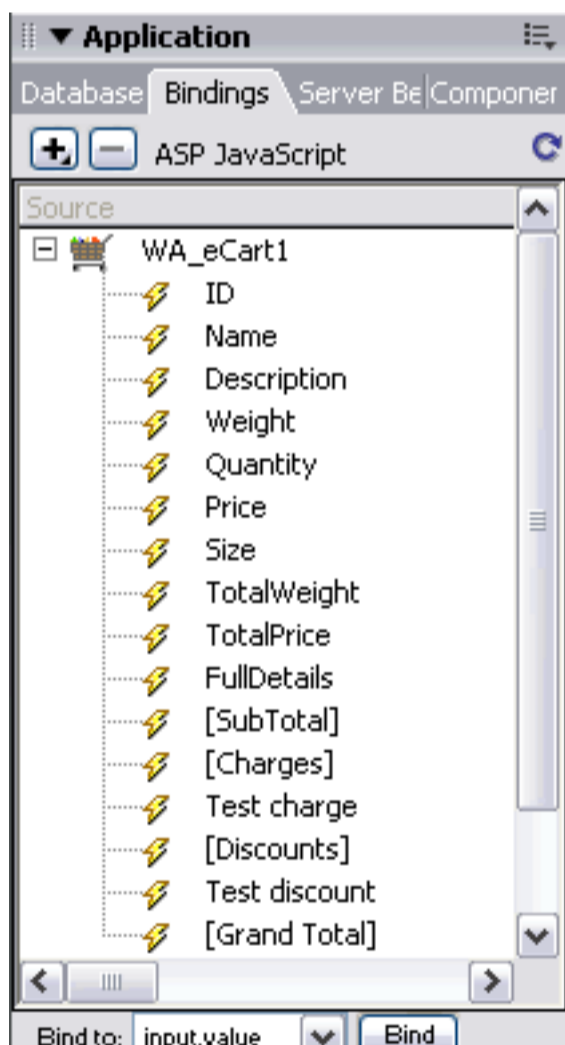 Application
Database Bindings Server Be Componer
ASP JavaScript
Source
WA_eCart1
ID
Name
Description
Weight
Quantity
Price
Size
TotalWeight
TotalPrice
FullDetails
[SubTotal]
[Charges]
Test charge
[Discounts]
Test discount
[Grand Total]
Bind to: input.value Bind